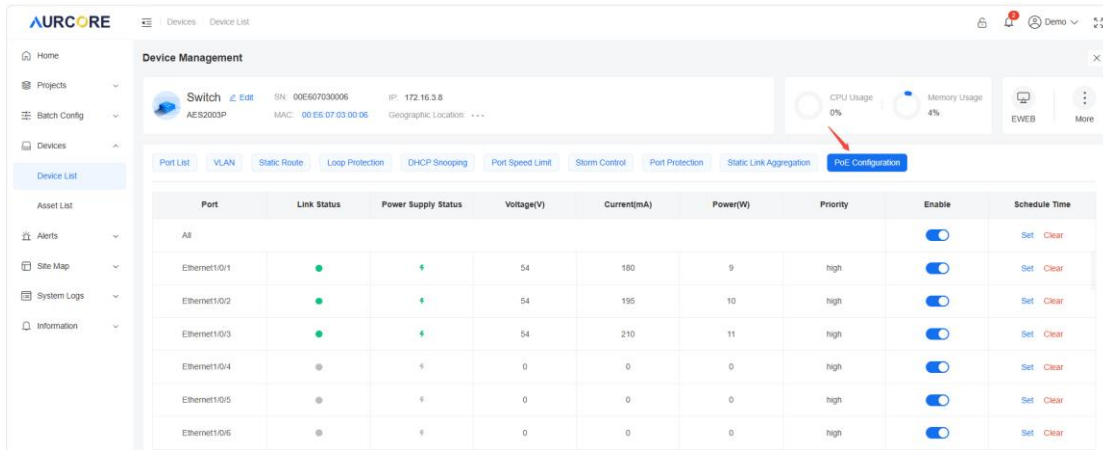 AURCORE
Devices Device List
2
Demo
Home
Projects
Batch Config
Devices
Device List
Asset List
Alerts
Site Map
System Logs
Information
Device Management
Switch Edit SN: 00E607030006 IP: 172.16.3.8
AES2003P MAC: 00:E6:07:03:00:06 Geographic Location: ---
CPU Usage
0%
Memory Usage
4%
EWEB
More
Port List VLAN Static Route Loop Protection DHCP Snooping Port Speed Limit Storm Control Port Protection Static Link Aggregation PoE Configuration
Port Link Status Power Supply Status Voltage(V) Current(mA) Power(W) Priority Enable Schedule Time
All Set Clear
Ethernet1/0/1 54 180 9 high Set Clear
Ethernet1/0/2 54 195 10 high Set Clear
Ethernet1/0/3 54 210 11 high Set Clear
Ethernet1/0/4 0 0 0 high Set Clear
Ethernet1/0/5 0 0 0 high Set Clear
Ethernet1/0/6 0 0 0 high Set Clear